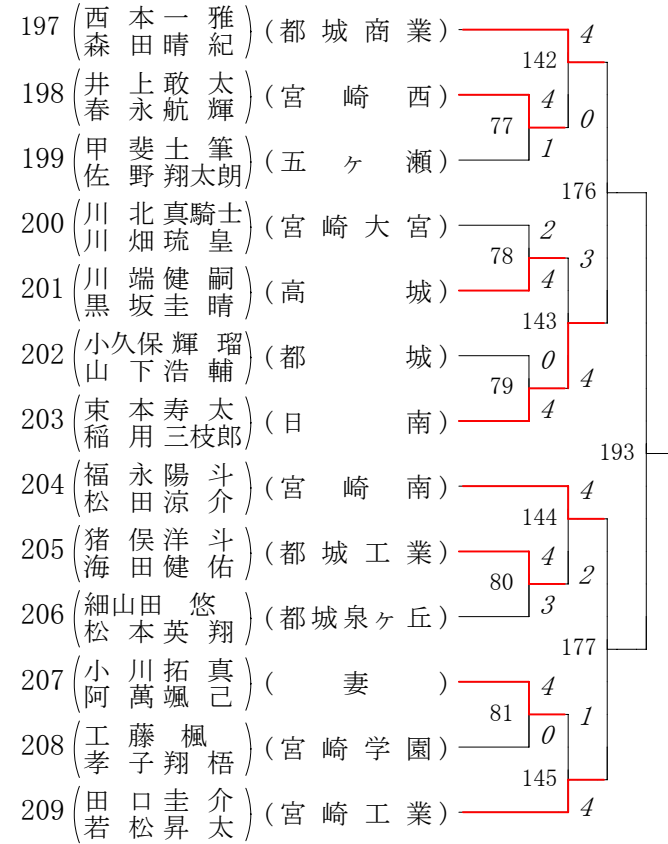 197 (西本一雅 森田晴紀) (都城商業)
198 (井上敢太 春永航輝) (宮崎西)
199 (甲斐土筆 佐野翔太朗) (五ヶ瀬)
200 (川北真騎士 川畑琉皇) (宮崎大宮)
201 (川端健嗣 黒坂圭晴) (高城)
202 (小久保輝瑠 山下浩輔) (都城)
203 (束本寿太 稲用三枝郎) (日南)
204 (福永陽斗 松田涼介) (宮崎南)
205 (猪俣洋斗 海田健佑) (都城工業)
206 (細山田悠 松本英翔) (都城泉ヶ丘)
207 (小川拓真 阿萬颯己) (妻)
208 (工藤楓 孝子翔梧) (宮崎学園)
209 (田口圭介 若松昇太) (宮崎工業)
77 4 1
78 2 4
79 0 4
80 4 3
81 4 0
142 4 0
143 3 4
144 4 2
145 1 4
176
177
193